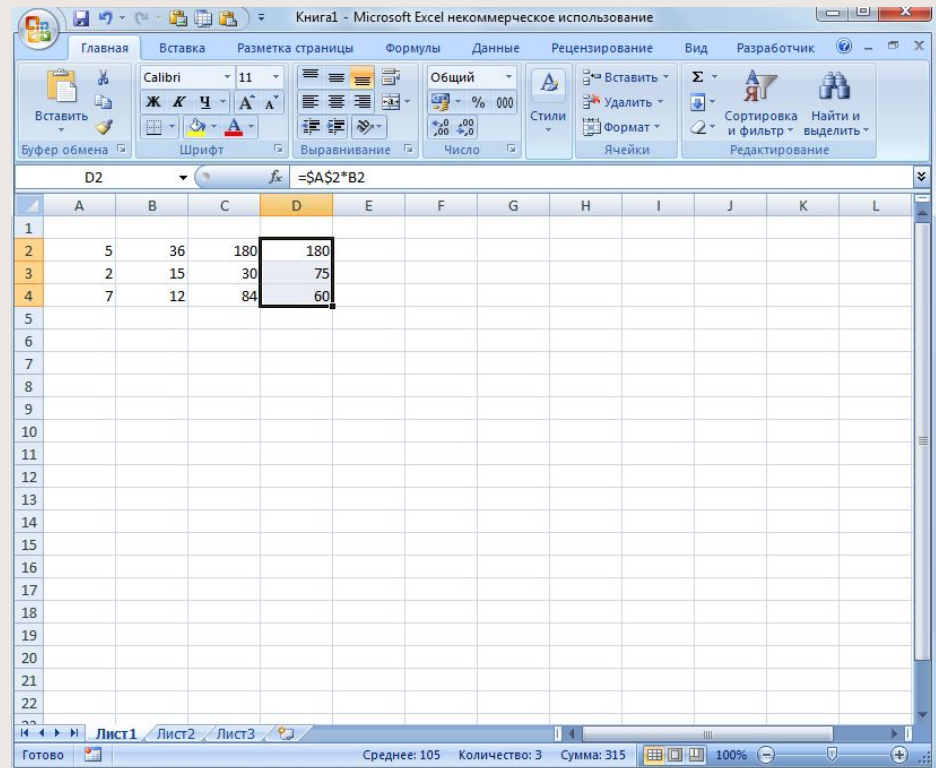 Книга1 - Microsoft Excel некоммерческое использование
Главная Вставка Разметка страницы Формулы Данные Рецензирование Вид Разработчик
Вставить
Calibri 11
Ж К Ч
Общий
% 000
Стили
Вставить
Удалить
Формат
Σ
Сортировка и фильтр
Найти и выделить
Буфер обмена Шрифт Выравнивание Число Ячейки Редактирование
D2 fx =$A$2*B2
A B C D E F G H I J K L
1
2 5 36 180 180
3 2 15 30 75
4 7 12 84 60
5
6
7
8
9
10
11
12
13
14
15
16
17
18
19
20
21
22
Лист1 Лист2 Лист3
Готово Среднее: 105 Количество: 3 Сумма: 315 100%